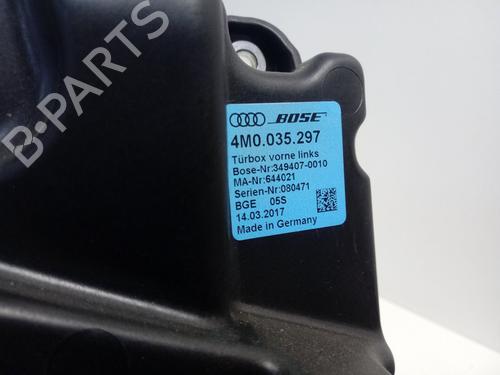 B-PARTS
BOSE
4M0.035.297
Türbox vorne links
Bose-Nr:349407-0010
MA-Nr:644021
Serien-Nr:080471
BGE 05S
14.03.2017
Made in Germany